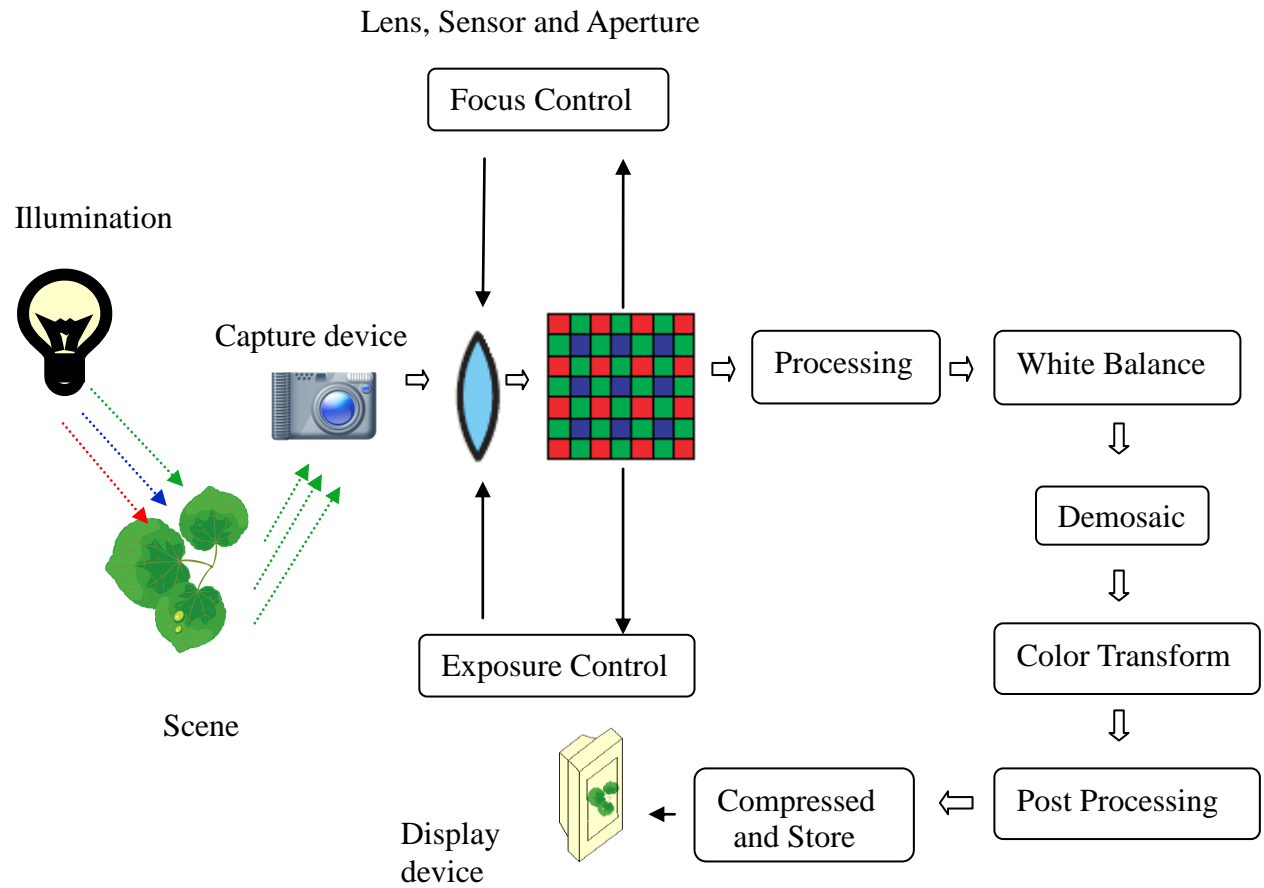 Lens, Sensor and Aperture
Focus Control
Illumination
Capture device
Processing
White Balance
Demosaic
Exposure Control
Color Transform
Scene
Display
device
Compressed
and Store
Post Processing